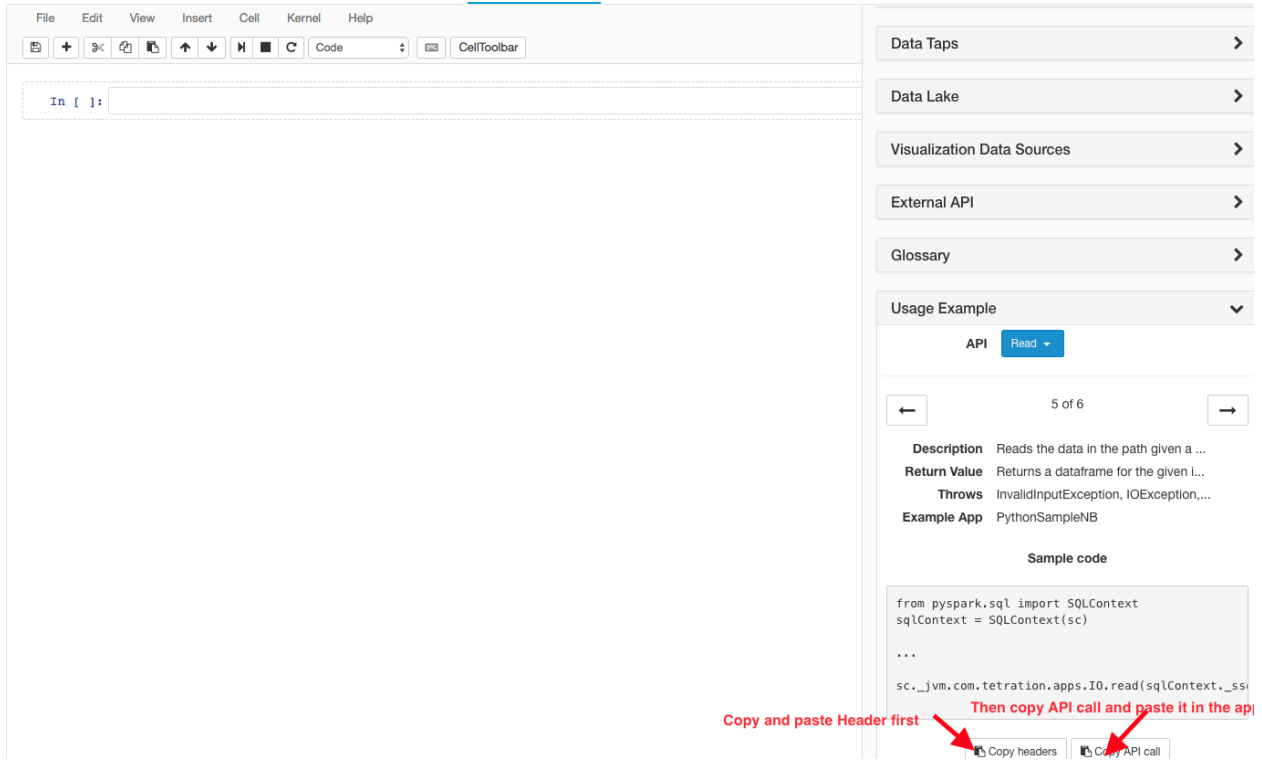 File Edit View Insert Cell Kernel Help
Code CellToolbar
In [ ]:
Data Taps
Data Lake
Visualization Data Sources
External API
Glossary
Usage Example
API Read
5 of 6
Description Reads the data in the path given a ...
Return Value Returns a dataframe for the given i...
Throws InvalidInputException, IOException,...
Example App PythonSampleNB
Sample code
from pyspark.sql import SQLContext
sqlContext = SQLContext(sc)
...
sc._jvm.com.tetration.apps.IO.read(sqlContext._ss
Then copy API call and paste it in the app
Copy and paste Header first
Copy headers Copy API call